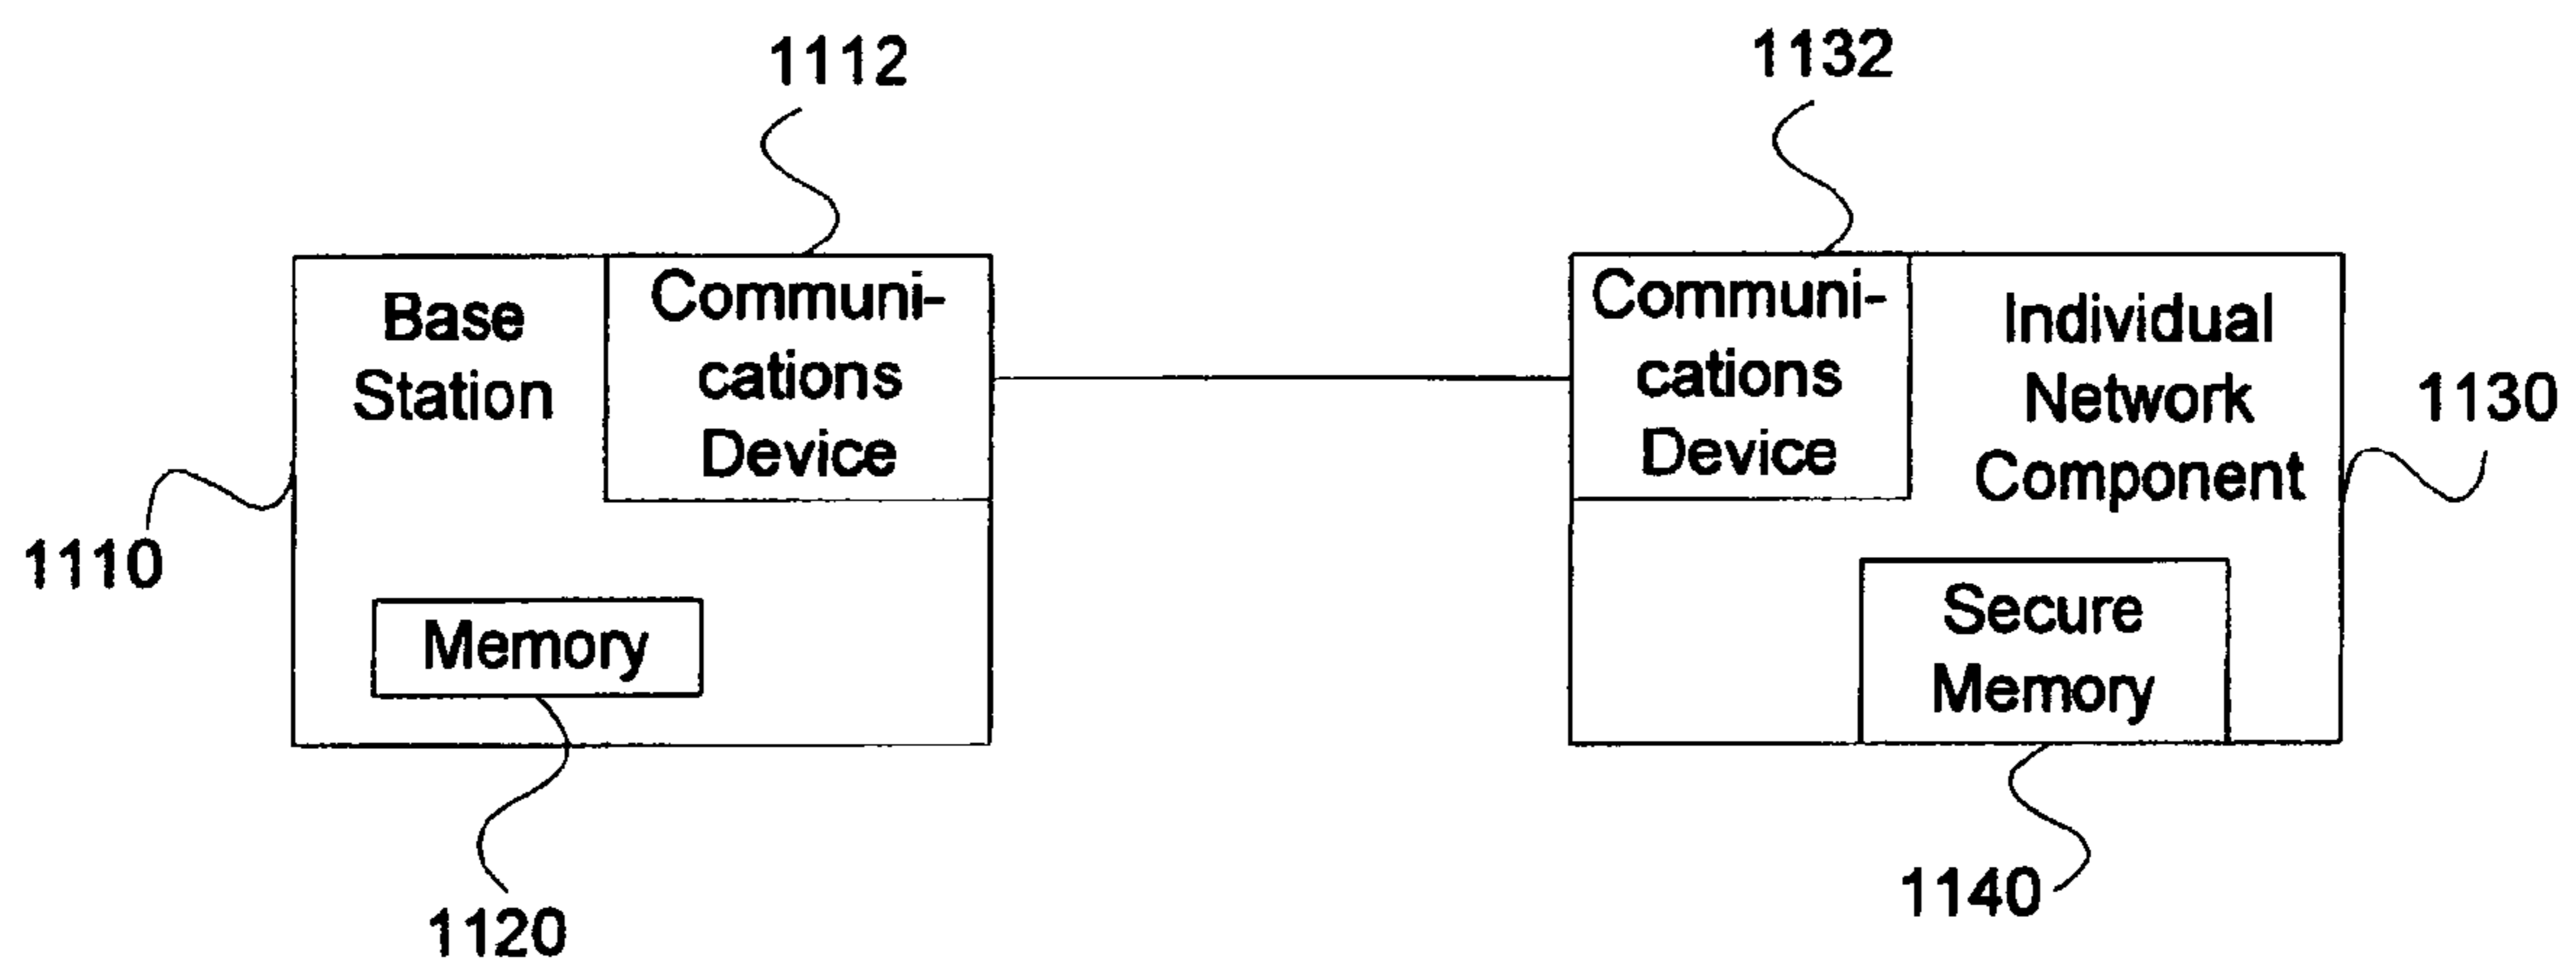 1112
1132
Base
Station
Communi-
cations
Device
Communi-
cations
Device
Individual
Network
Component
1130
1110
Memory
Secure
Memory
1120
1140